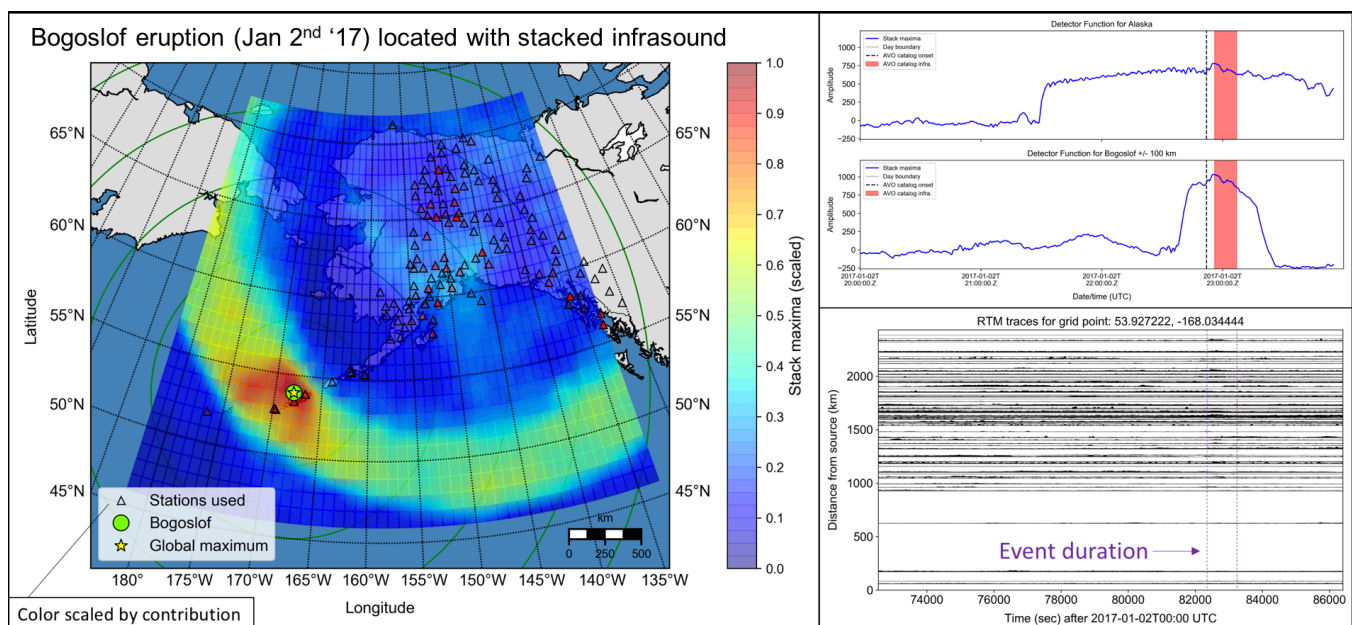 Bogoslof eruption (Jan 2nd ‘17) located with stacked infrasound
65°N
60°N
55°N
50°N
45°N
Latitude
65°N
60°N
55°N
50°N
45°N
Stations used
Bogoslof
Global maximum
km
0
250
500
180°
175°W
170°W
165°W
160°W
155°W
150°W
145°W
140°W
135°W
Longitude
Color scaled by contribution
1.0
0.9
0.8
0.7
0.6
0.5
0.4
0.3
0.2
0.1
0.0
Stack maxima (scaled)
Detector Function for Alaska
Stack maxima
Day boundary
AVO catalog onset
AVO catalog infra.
1000
750
500
250
0
−250
Amplitude
Detector Function for Bogoslof +/- 100 km
Stack maxima
Day boundary
AVO catalog onset
AVO catalog infra.
1000
750
500
250
0
−250
Amplitude
2017-01-02T
20:00:00.Z
2017-01-02T
21:00:00.Z
2017-01-02T
22:00:00.Z
2017-01-02T
23:00:00.Z
Date/time (UTC)
RTM traces for grid point: 53.927222, -168.034444
2000
1500
1000
500
0
Distance from source (km)
Event duration
74000
76000
78000
80000
82000
84000
86000
Time (sec) after 2017-01-02T00:00 UTC